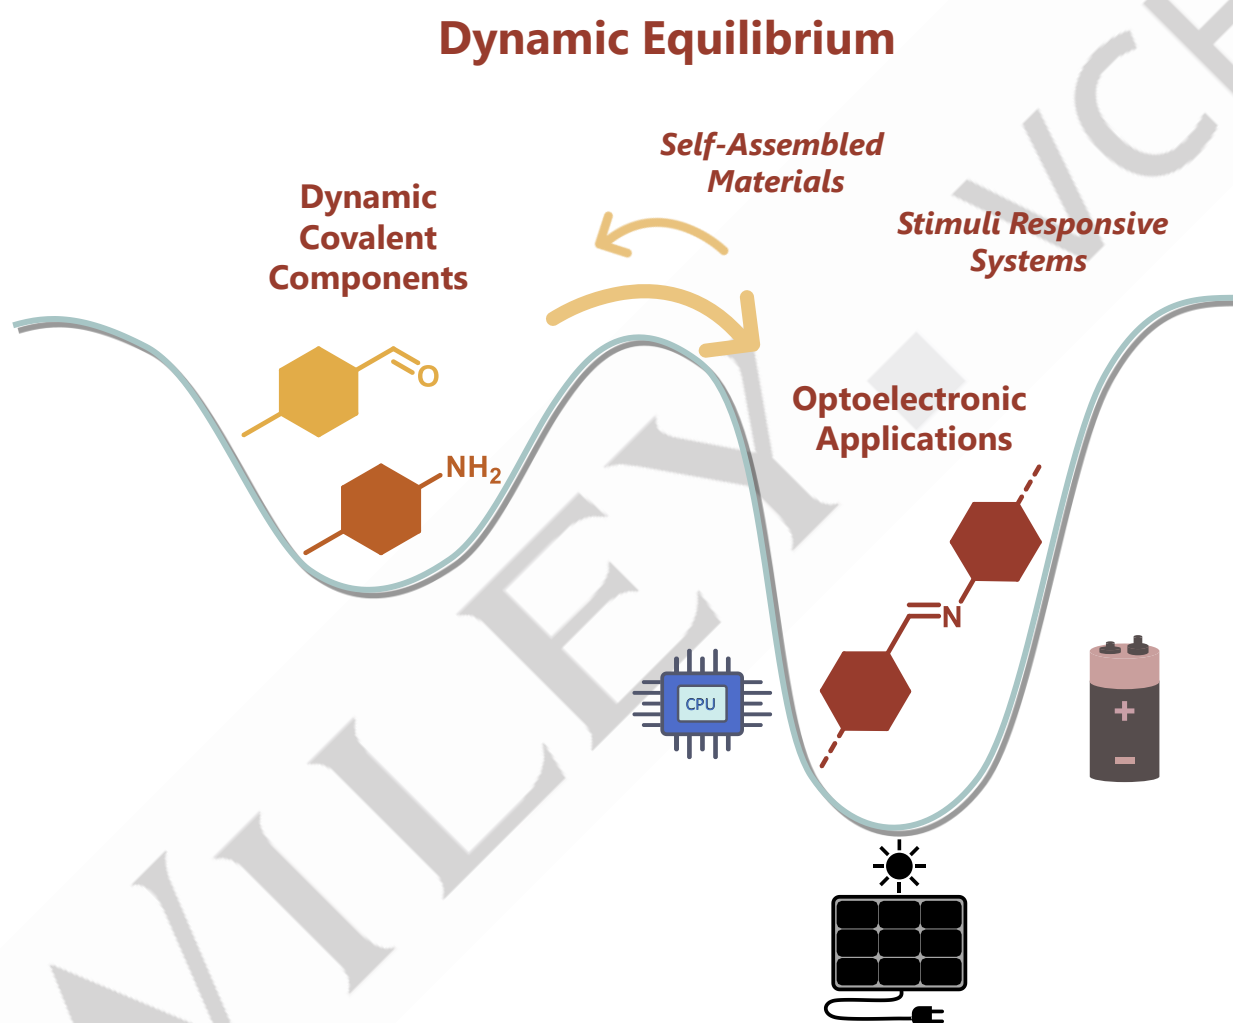 Dynamic Equilibrium
Self-Assembled
Materials
Stimuli Responsive
Systems
Dynamic
Covalent
Components
O
NH2
Optoelectronic
Applications
N
CPU
+
-
WILEY-VCH